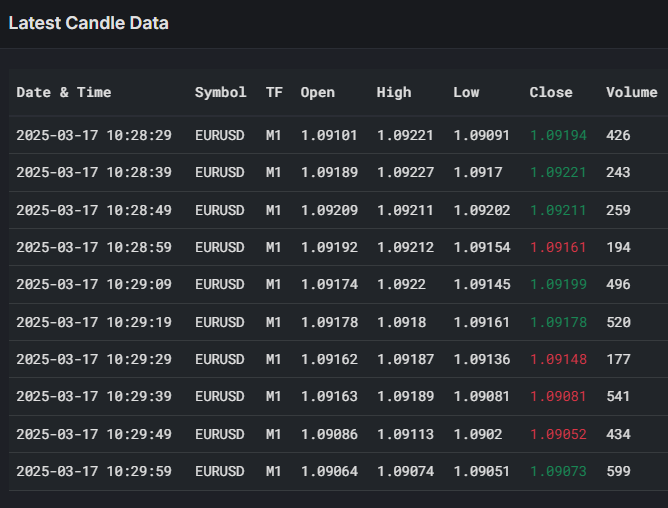 Latest Candle Data
Date & Time Symbol TF Open High Low Close Volume
2025-03-17 10:28:29 EURUSD M1 1.09101 1.09221 1.09091 1.09194 426
2025-03-17 10:28:39 EURUSD M1 1.09189 1.09227 1.0917 1.09221 243
2025-03-17 10:28:49 EURUSD M1 1.09209 1.09211 1.09202 1.09211 259
2025-03-17 10:28:59 EURUSD M1 1.09192 1.09212 1.09154 1.09161 194
2025-03-17 10:29:09 EURUSD M1 1.09174 1.0922 1.09145 1.09199 496
2025-03-17 10:29:19 EURUSD M1 1.09178 1.0918 1.09161 1.09178 520
2025-03-17 10:29:29 EURUSD M1 1.09162 1.09187 1.09136 1.09148 177
2025-03-17 10:29:39 EURUSD M1 1.09163 1.09189 1.09081 1.09081 541
2025-03-17 10:29:49 EURUSD M1 1.09086 1.09113 1.0902 1.09052 434
2025-03-17 10:29:59 EURUSD M1 1.09064 1.09074 1.09051 1.09073 599